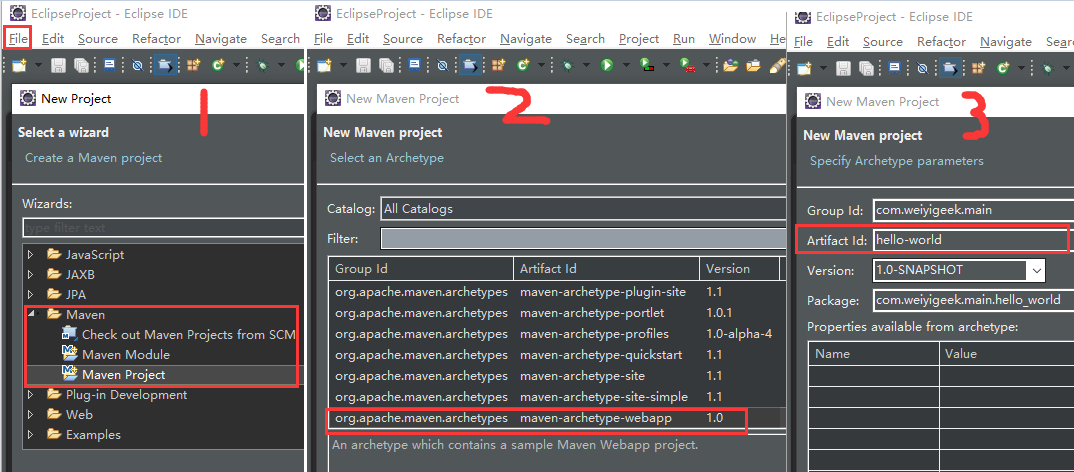 EclipseProject - Eclipse IDE
File Edit Source Refactor Navigate Search
1
New Project
Select a wizard
Create a Maven project
Wizards:
type filter text
JavaScript
JAXB
JPA
Maven
Check out Maven Projects from SCM
Maven Module
Maven Project
Plug-in Development
Web
Examples
EclipseProject - Eclipse IDE
File Edit Source Refactor Navigate Search Project Run Window He
2
New Maven Project
New Maven project
Select an Archetype
Catalog: All Catalogs
Filter:
Group Id Artifact Id Version
org.apache.maven.archetypes maven-archetype-plugin-site 1.1
org.apache.maven.archetypes maven-archetype-portlet 1.0.1
org.apache.maven.archetypes maven-archetype-profiles 1.0-alpha-4
org.apache.maven.archetypes maven-archetype-quickstart 1.1
org.apache.maven.archetypes maven-archetype-site 1.1
org.apache.maven.archetypes maven-archetype-site-simple 1.1
org.apache.maven.archetypes maven-archetype-webapp 1.0
An archetype which contains a sample Maven Webapp project.
EclipseProject - Eclipse IDE
File Edit Source Refactor Navigate Sear
3
New Maven Project
New Maven project
Specify Archetype parameters
Group Id: com.weiyigeek.main
Artifact Id: hello-world
Version: 1.0-SNAPSHOT
Package: com.weiyigeek.main.hello_world
Properties available from archetype:
Name Value